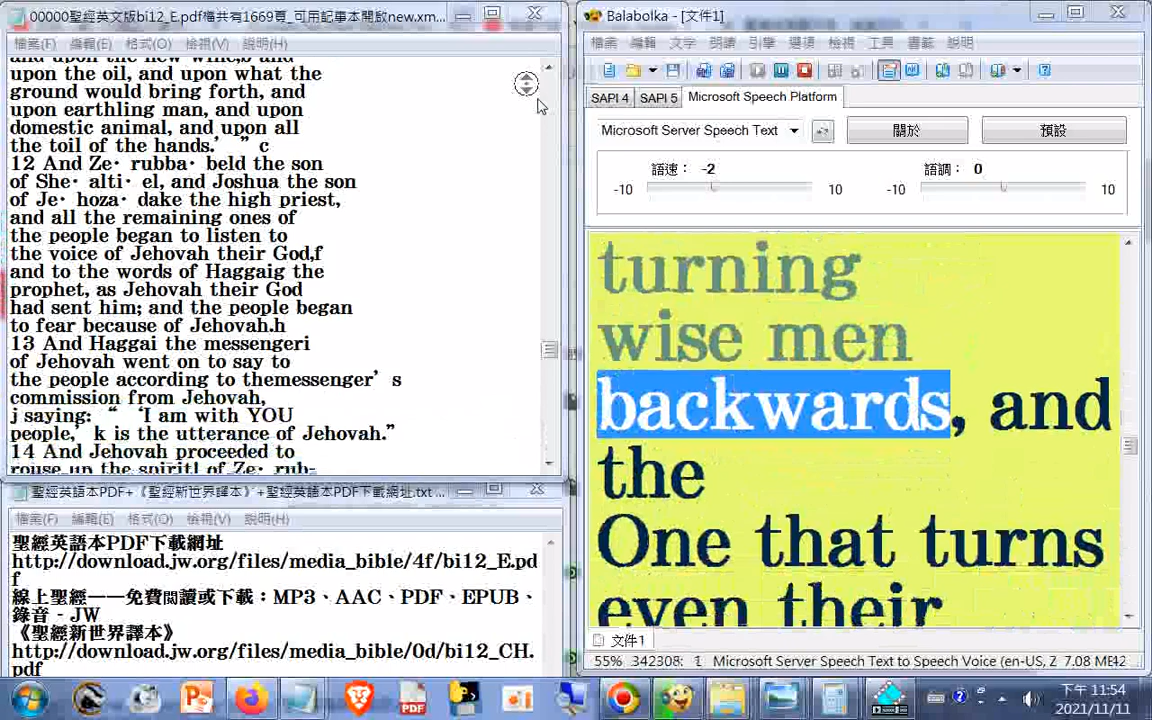 00000聖經英文版bi12_E.pdf檔共有1669頁_可用記事本開啟new.xm...
檔案(F) 編輯(E) 格式(O) 檢視(V) 說明(H)
and upon the new wine,b and
upon the oil, and upon what the
ground would bring forth, and
upon earthling man, and upon
domestic animal, and upon all
the toil of the hands.’ ”c
12 And Ze· rubba· beld the son
of She· alti· el, and Joshua the son
of Je· hoza· dake the high priest,
and all the remaining ones of
the people began to listen to
the voice of Jehovah their God,f
and to the words of Haggaig the
prophet, as Jehovah their God
had sent him; and the people began
to fear because of Jehovah.h
13 And Haggai the messengeri
of Jehovah went on to say to
the people according to themessenger’s
commission from Jehovah,
j saying: “ ‘I am with YOU
people,’ k is the utterance of Jehovah.”
14 And Jehovah proceeded to
rouse up the spiritl of Ze· rub-
聖經英語本PDF+《聖經新世界譯本》+聖經英語本PDF下載網址.txt ...
檔案(F) 編輯(E) 格式(O) 檢視(V) 說明(H)
聖經英語本PDF下載網址
http://download.jw.org/files/media_bible/4f/bi12_E.pd
f
線上聖經——免費閱讀或下載：MP3、AAC、PDF、EPUB、
錄音 - JW
《聖經新世界譯本》
http://download.jw.org/files/media_bible/0d/bi12_CH.
pdf
Balabolka - [文件1]
檔案 編輯 文字 朗讀 引擎 選項 檢視 工具 書籤 說明
SAPI 4 SAPI 5 Microsoft Speech Platform
Microsoft Server Speech Text 關於 預設
語速： -2 語調： 0
-10 10 -10 10
turning
wise men
backwards, and
the
One that turns
even their
文件1
55% 342308: 1 Microsoft Server Speech Text to Speech Voice (en-US, Z 7.08 ME42
下午 11:54
2021/11/11